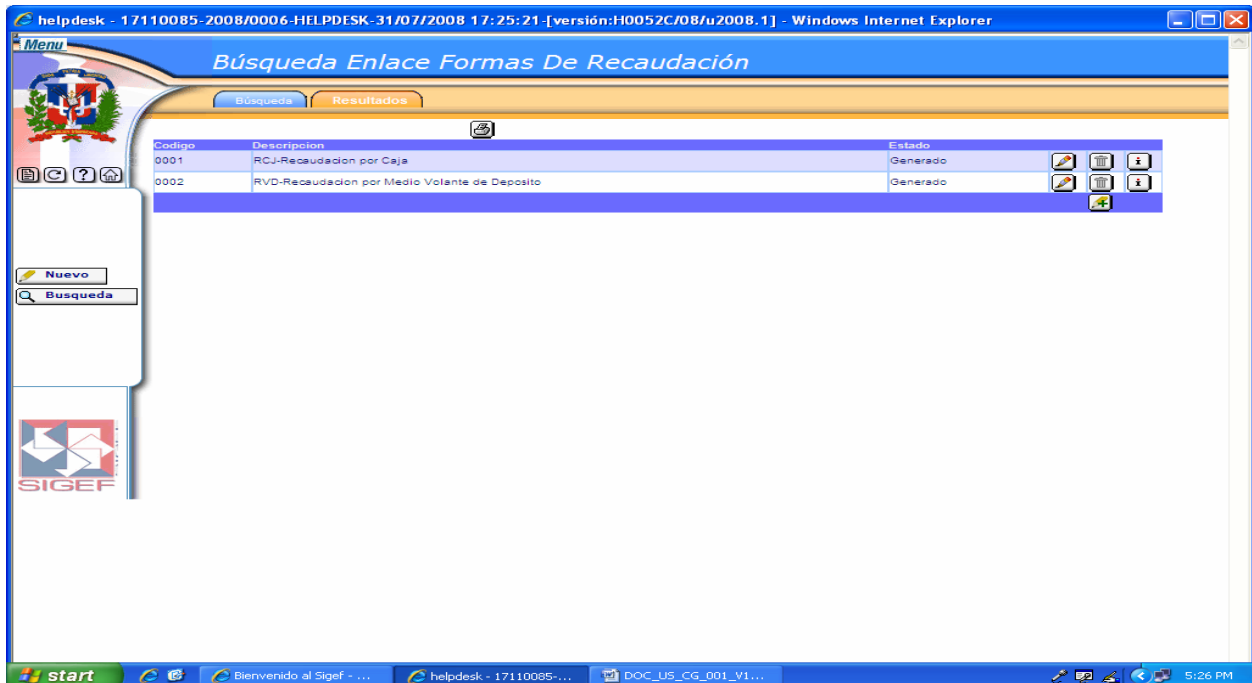 helpdesk - 17110085-2008/0006-HELPDESK-31/07/2008 17:25:21-[versión:H0052C/08/u2008.1] - Windows Internet Explorer
Menu
Búsqueda Enlace Formas De Recaudación
Búsqueda Resultados
Codigo Descripcion Estado
0001 RCJ-Recaudacion por Caja Generado
0002 RVD-Recaudacion por Medio Volante de Deposito Generado
Nuevo
Busqueda
SIGEF
start Bienvenido al Sigef - ... helpdesk - 17110085-... DOC_US_CG_001_V1... 5:26 PM